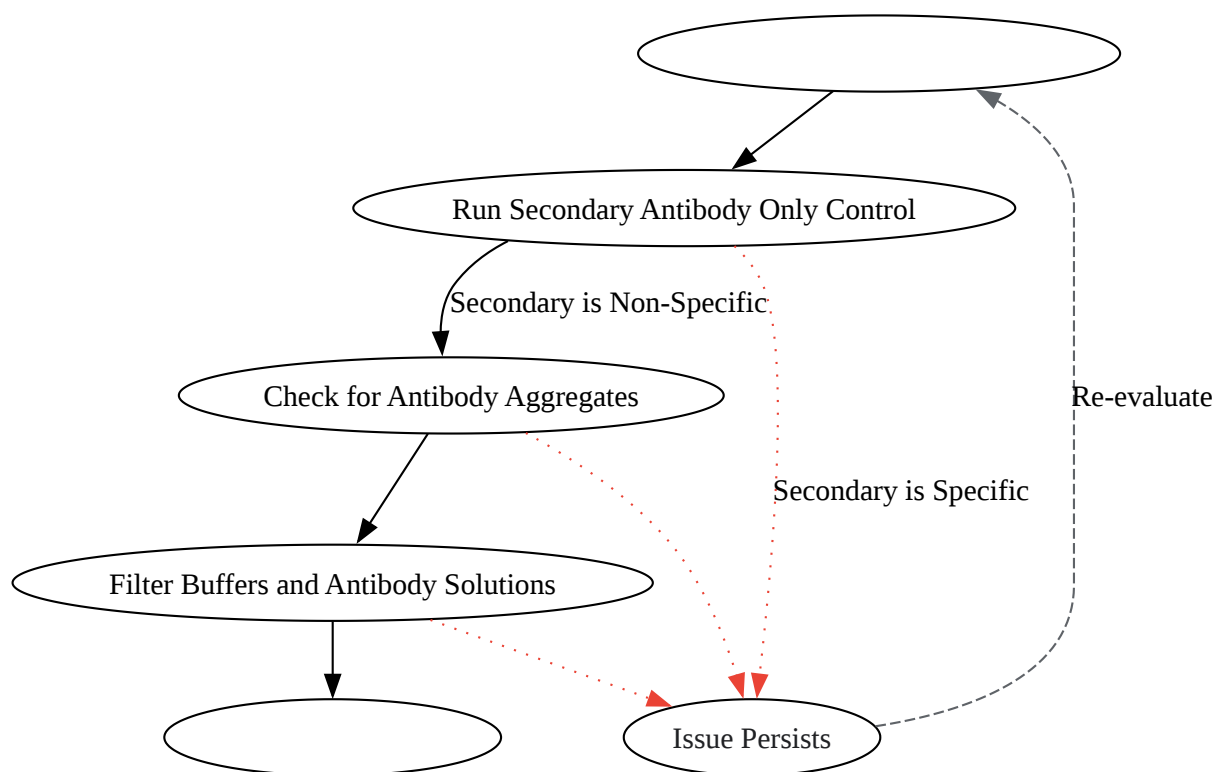 Run Secondary Antibody Only Control
Secondary is Non-Specific
Check for Antibody Aggregates
Re-evaluate
Secondary is Specific
Filter Buffers and Antibody Solutions
Issue Persists